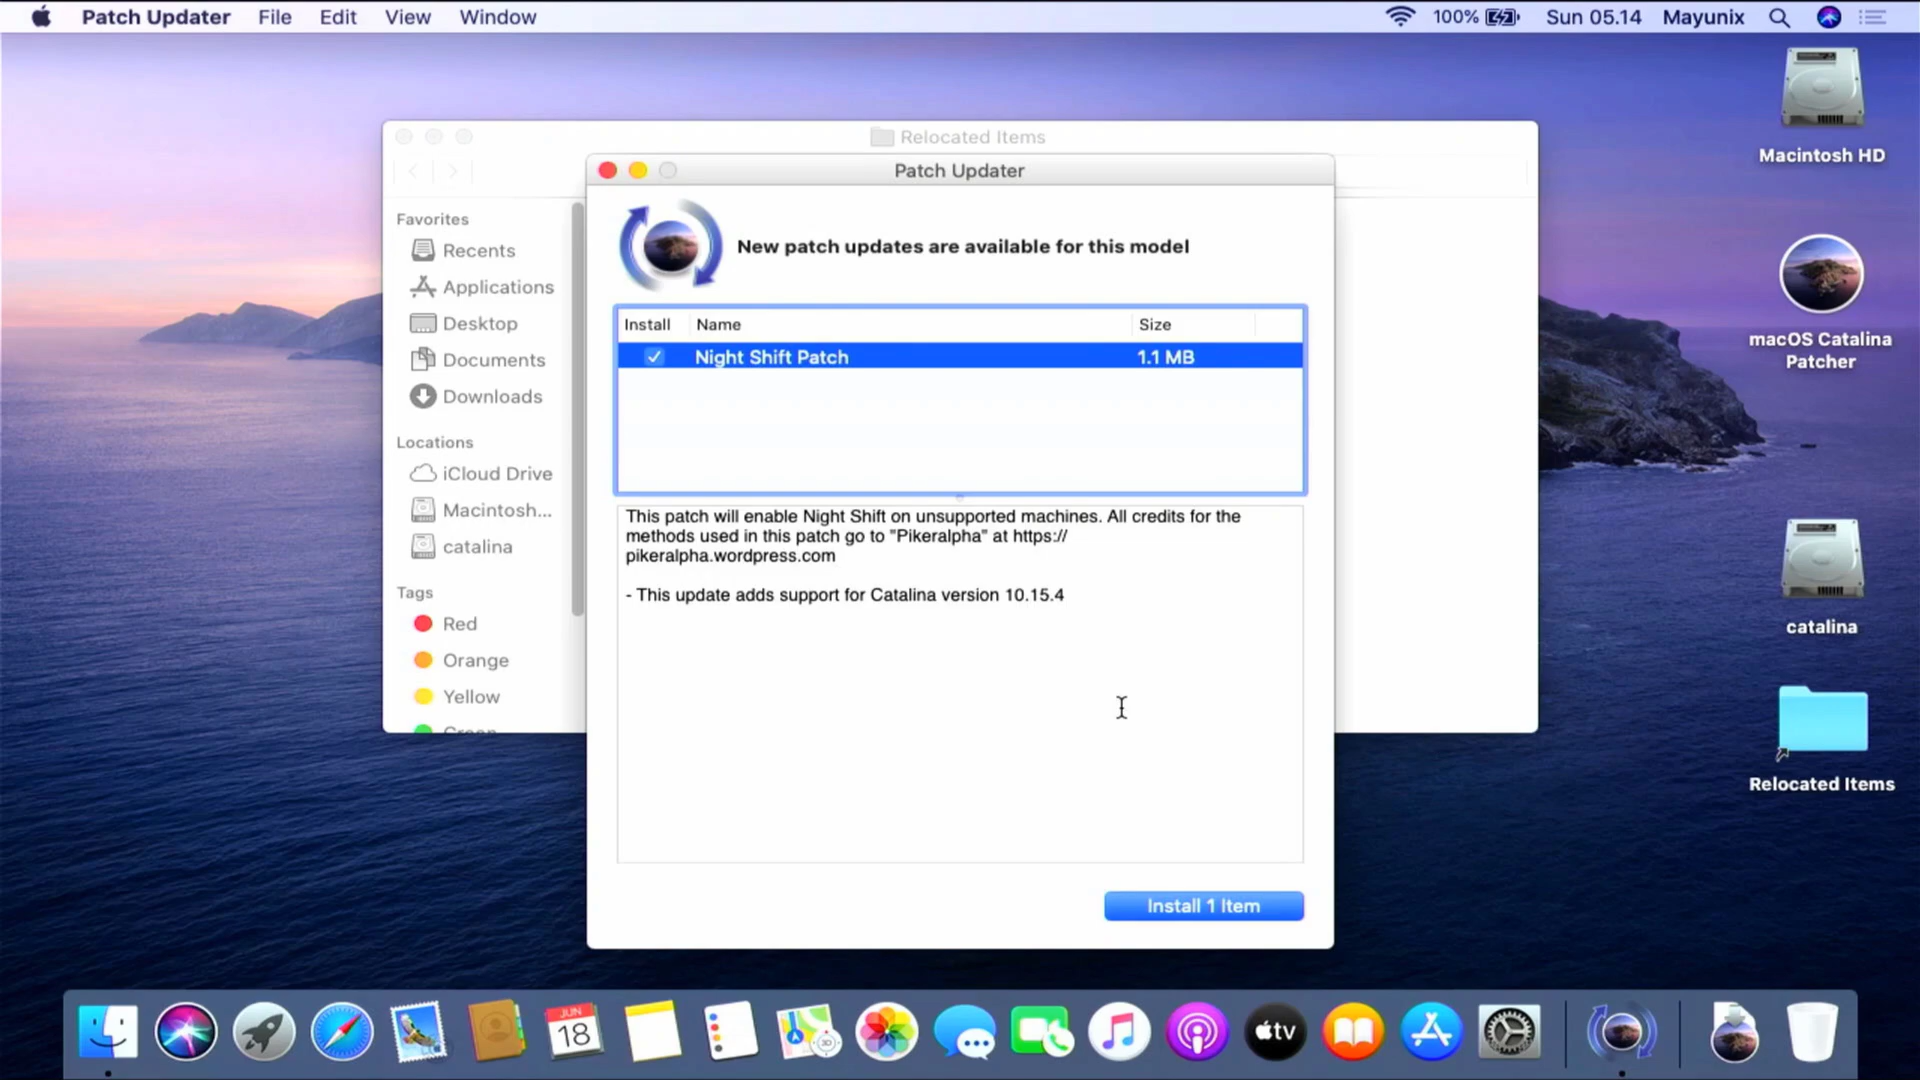 Patch Updater File Edit View Window 100% Sun 05.14 Mayunix
Relocated Items
Patch Updater
New patch updates are available for this model
Install Name Size
Night Shift Patch 1.1 MB
This patch will enable Night Shift on unsupported machines. All credits for the
methods used in this patch go to "Pikeralpha" at https://
pikeralpha.wordpress.com
- This update adds support for Catalina version 10.15.4
Install 1 Item
Favorites
Recents
Applications
Desktop
Documents
Downloads
Locations
iCloud Drive
Macintosh...
catalina
Tags
Red
Orange
Yellow
Green
Macintosh HD
macOS Catalina
Patcher
catalina
Relocated Items
JUN
18
3D
tv